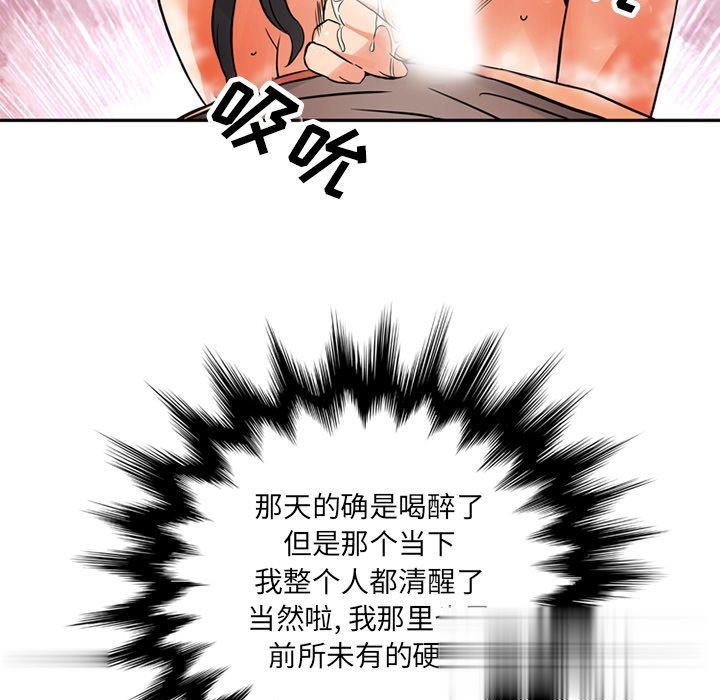 吸吮
那天的确是喝醉了
但是那个当下
我整个人都清醒了
当然啦,我那里
前所未有的硬